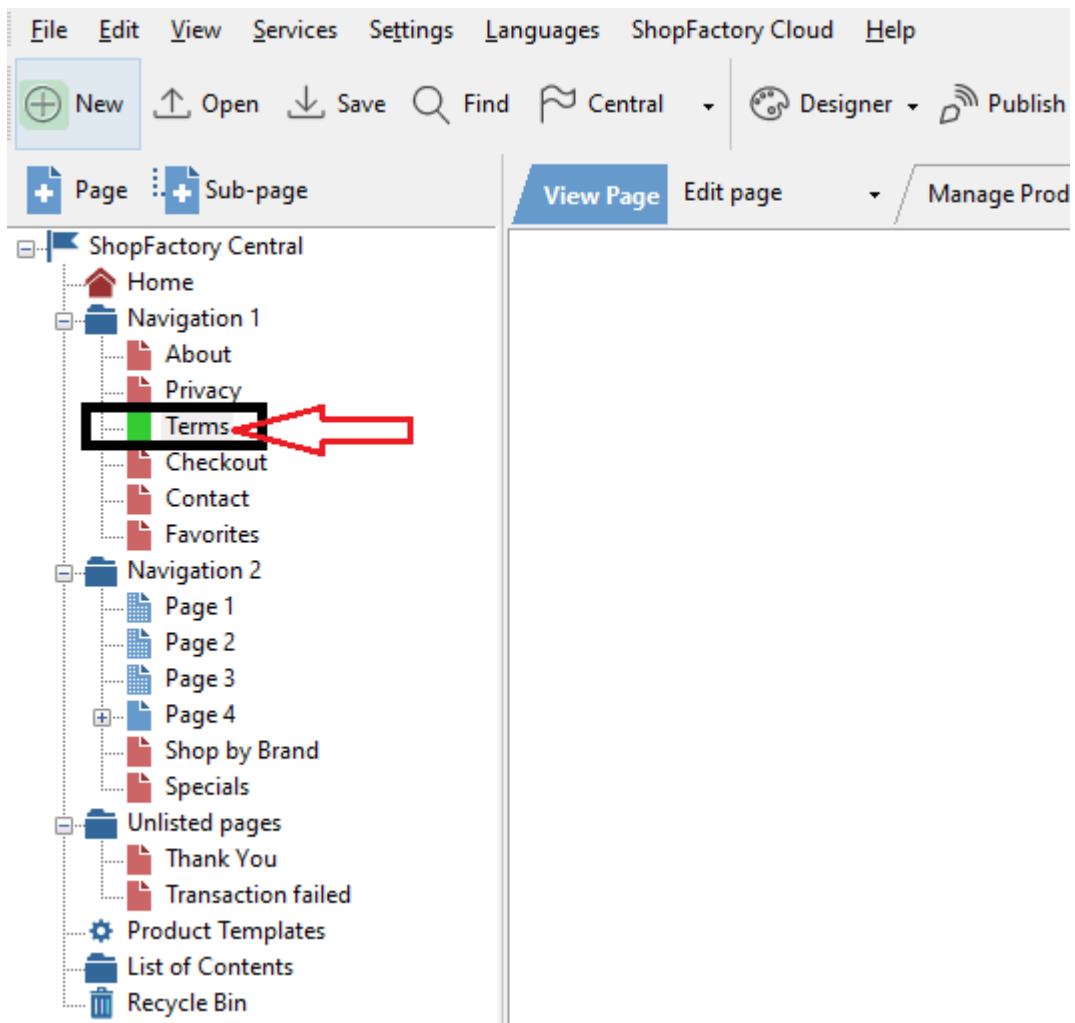 File Edit View Services Settings Languages ShopFactory Cloud Help
New Open Save Find Central Designer Publish
Page Sub-page
View Page Edit page Manage Prod
ShopFactory Central
Home
Navigation 1
About
Privacy
Terms
Checkout
Contact
Favorites
Navigation 2
Page 1
Page 2
Page 3
Page 4
Shop by Brand
Specials
Unlisted pages
Thank You
Transaction failed
Product Templates
List of Contents
Recycle Bin